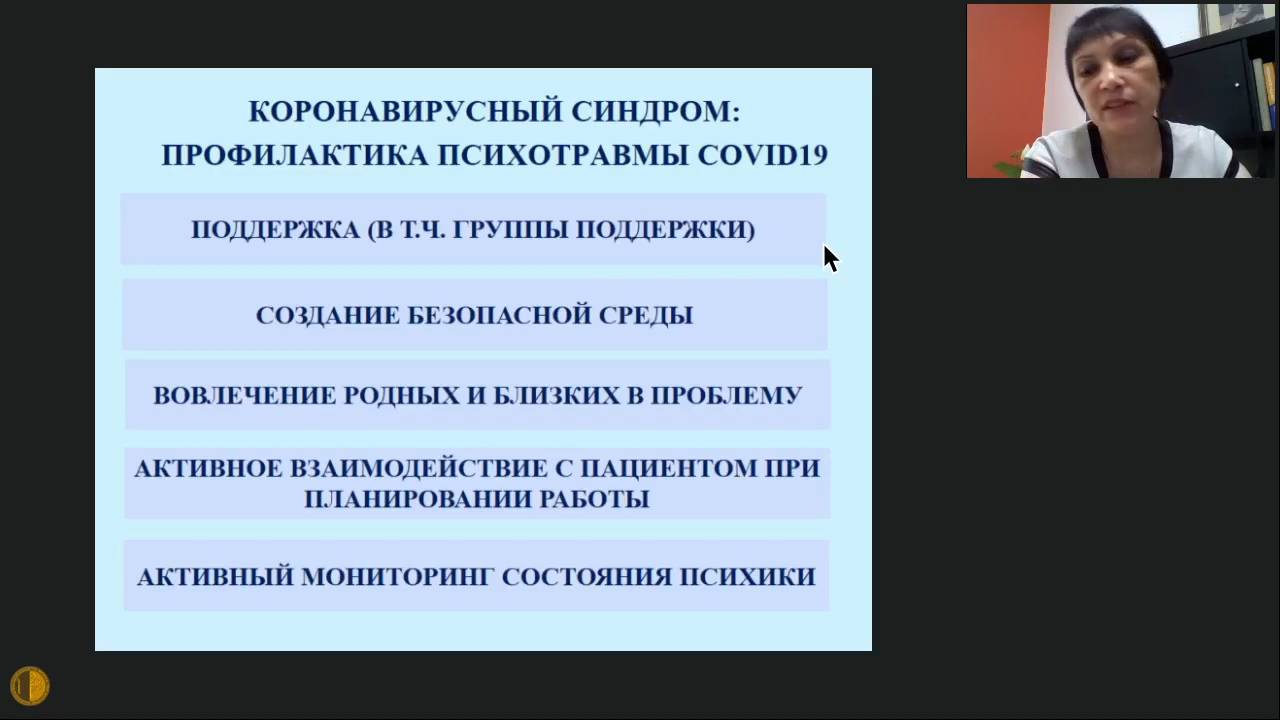 КОРОНАВИРУСНЫЙ СИНДРОМ:
ПРОФИЛАКТИКА ПСИХОТРАВМЫ COVID19
ПОДДЕРЖКА (В Т.Ч. ГРУППЫ ПОДДЕРЖКИ)
СОЗДАНИЕ БЕЗОПАСНОЙ СРЕДЫ
ВОВЛЕЧЕНИЕ РОДНЫХ И БЛИЗКИХ В ПРОБЛЕМУ
АКТИВНОЕ ВЗАИМОДЕЙСТВИЕ С ПАЦИЕНТОМ ПРИ
ПЛАНИРОВАНИИ РАБОТЫ
АКТИВНЫЙ МОНИТОРИНГ СОСТОЯНИЯ ПСИХИКИ